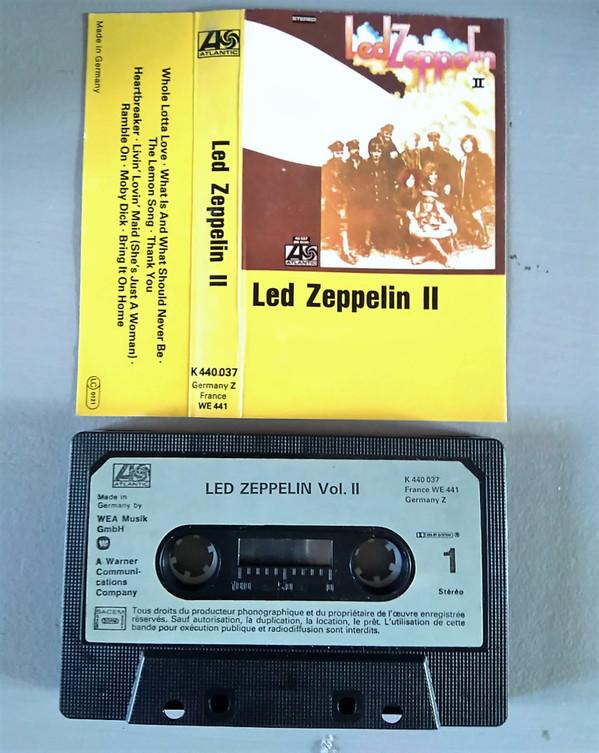 Made in Germany
Whole Lotta Love · What Is And What Should Never Be ·
The Lemon Song · Thank You
Heartbreaker · Livin' Lovin' Maid (She's Just A Woman) ·
Ramble On · Moby Dick · Bring It On Home
LC 0121
ATLANTIC
Led Zeppelin II
K 440.037
Germany Z
France
WE 441
STEREO
Led Zeppelin
II
ATLANTIC
Led Zeppelin II
ATLANTIC
LED ZEPPELIN Vol. II
K 440 037
France WE 441
Germany Z
Made in
Germany by
WEA Musik
GmbH
A Warner
Communi-
cations
Company
DOLBY SYSTEM
1
Stéréo
SACEM
Tous droits du producteur phonographique et du propriétaire de l'œuvre enregistrée
réservés. Sauf autorisation, la duplication, la location, le prêt. L'utilisation de cette
bande pour exécution publique et radiodiffusion sont interdits.